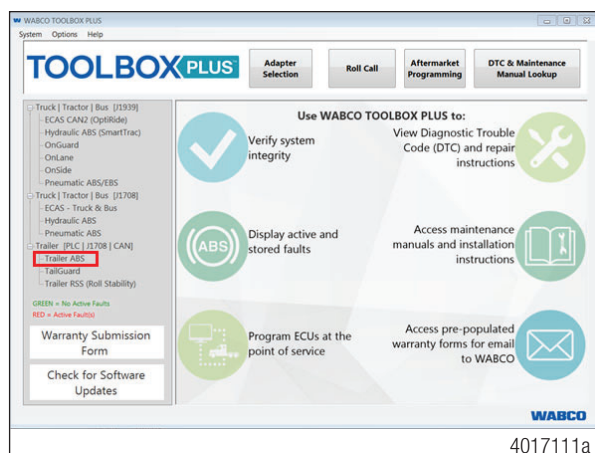 WABCO TOOLBOX PLUS
System Options Help
TOOLBOX PLUS
Adapter
Selection
Roll Call
Aftermarket
Programming
DTC & Maintenance
Manual Lookup
Truck | Tractor | Bus [J1939]
ECAS CAN2 (OptiRide)
Hydraulic ABS (SmartTrac)
OnGuard
OnLane
OnSide
Pneumatic ABS/EBS
Truck | Tractor | Bus [J1708]
ECAS - Truck & Bus
Hydraulic ABS
Pneumatic ABS
Trailer [PLC | J1708 | CAN]
Trailer ABS
TailGuard
Trailer RSS (Roll Stability)
GREEN = No Active Faults
RED = Active Fault(s)
Warranty Submission
Form
Check for Software
Updates
Use WABCO TOOLBOX PLUS to:
Verify system
integrity
View Diagnostic Trouble
Code (DTC) and repair
instructions
(ABS)
Display active and
stored faults
Access maintenance
manuals and installation
instructions
Program ECUs at the
point of service
Access pre-populated
warranty forms for email
to WABCO
WABCO
4017111a